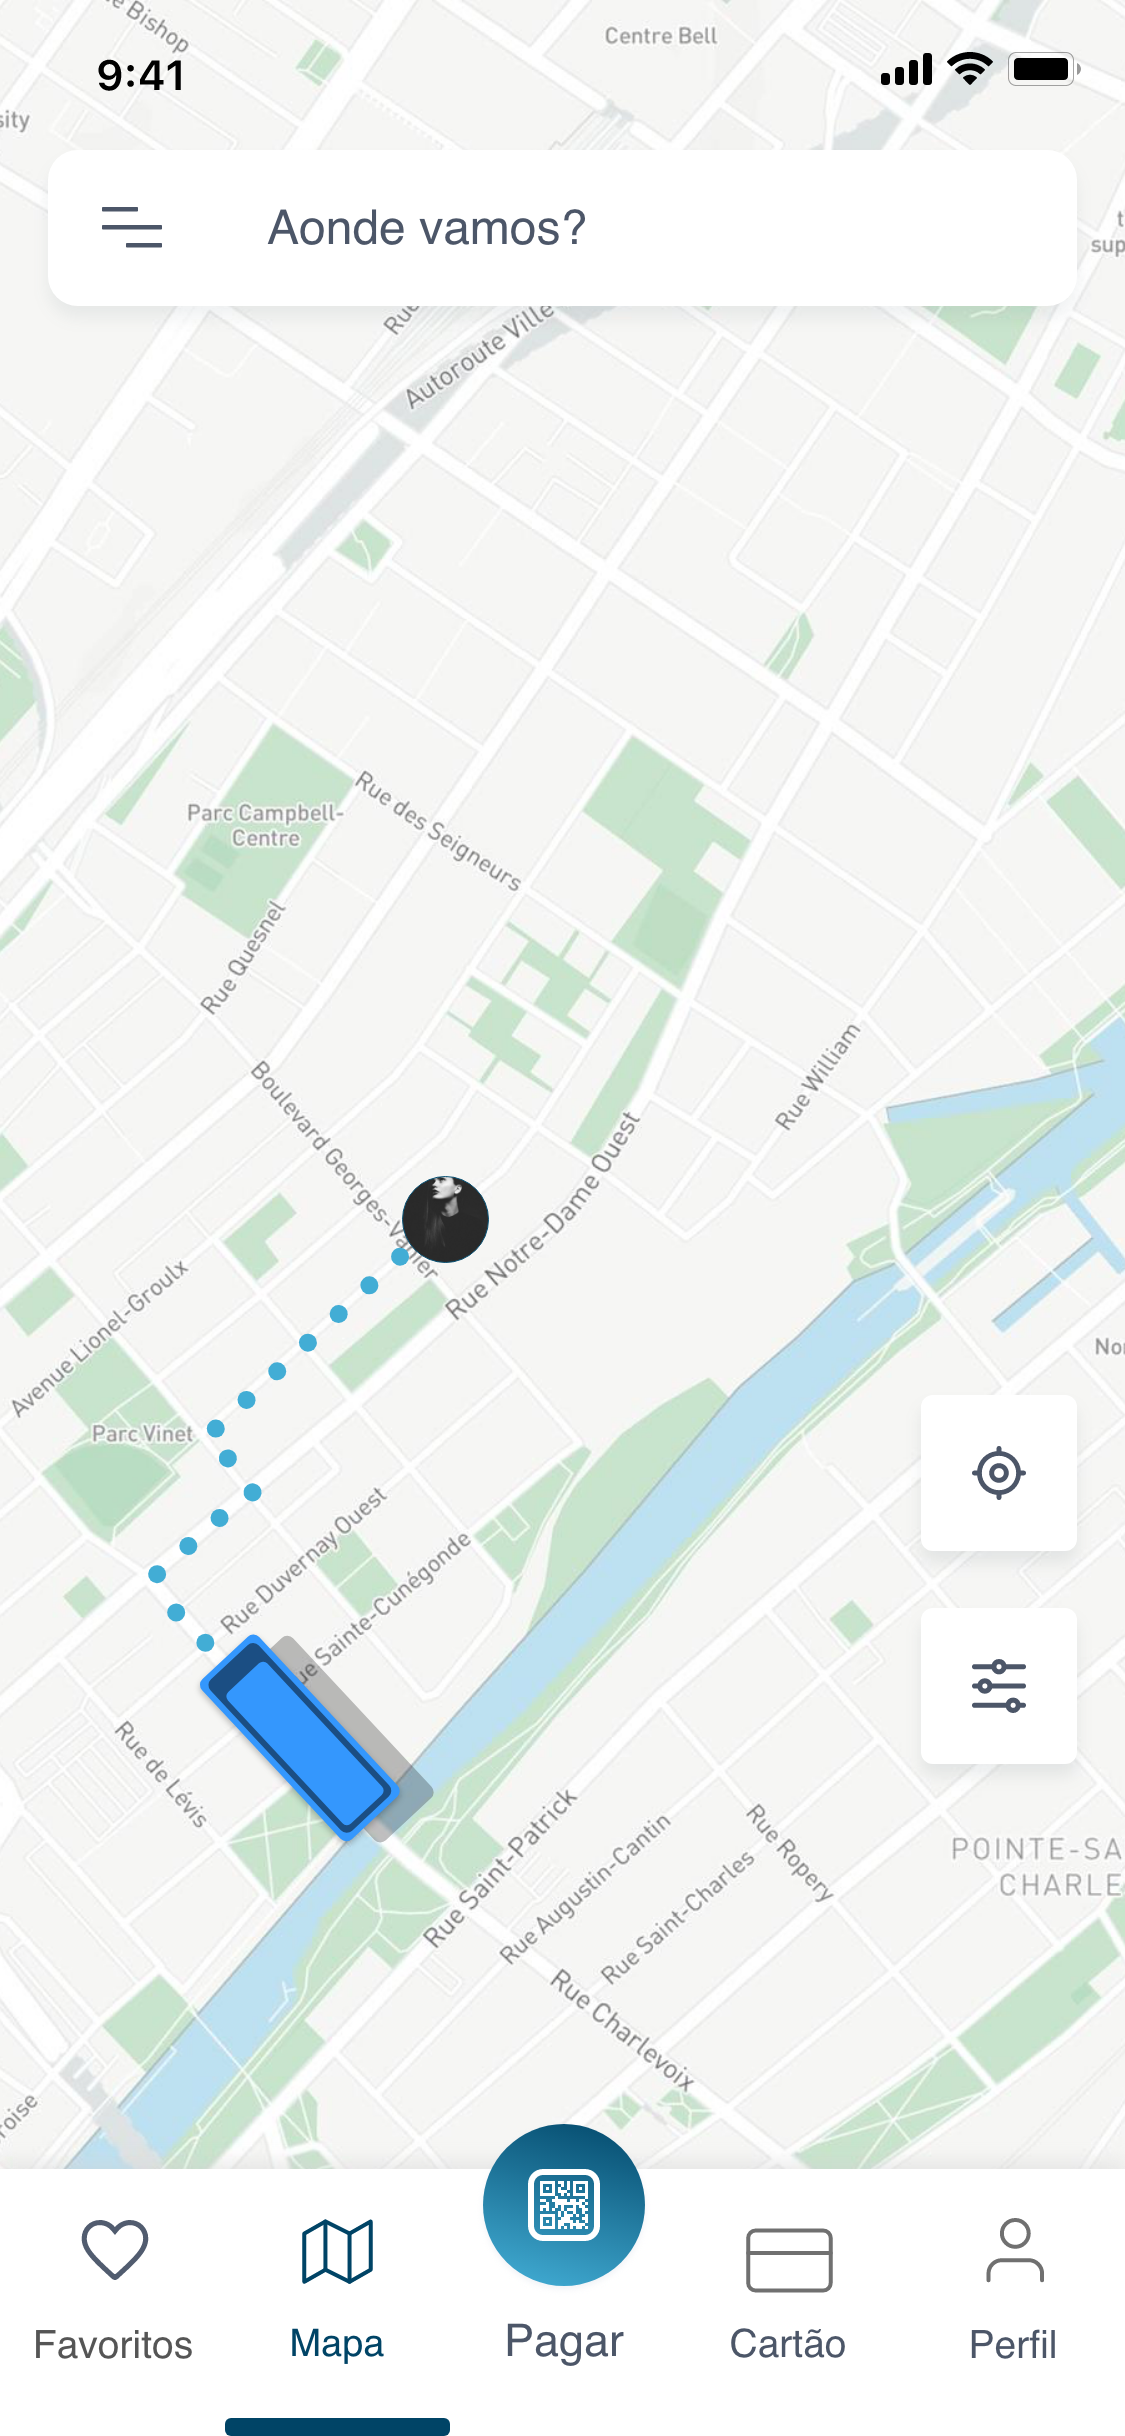 Bishop
Centre Bell
9:41
Aonde vamos?
Autoroute Ville
Parc Campbell-
Centre
Rue des Seigneurs
Rue Quesnel
Rue William
Boulevard Georges-Vanier
Rue Notre-Dame Ouest
Avenue Lionel-Groulx
Parc Vinet
Rue Duvernay Ouest
ue Sainte-Cunégonde
Rue de Lévis
Rue Saint-Patrick
Rue Augustin-Cantin
Rue Saint-Charles
Rue Ropery
POINTE-SA
CHARLE
Rue Charlevoix
Favoritos
Mapa
Pagar
Cartão
Perfil